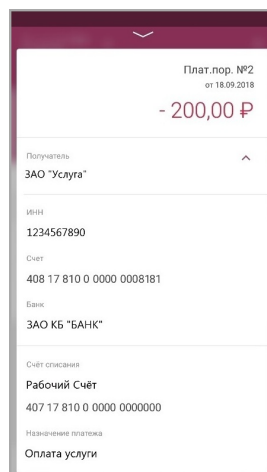 Плат.пор. №2
от 18.09.2018
- 200,00 ₽
Получатель
ЗАО "Услуга"
ИНН
1234567890
Счет
408 17 810 0 0000 0008181
Банк
ЗАО КБ "БАНК"
Счёт списания
Рабочий Счёт
407 17 810 0 0000 0000000
Назначение платежа
Оплата услуги